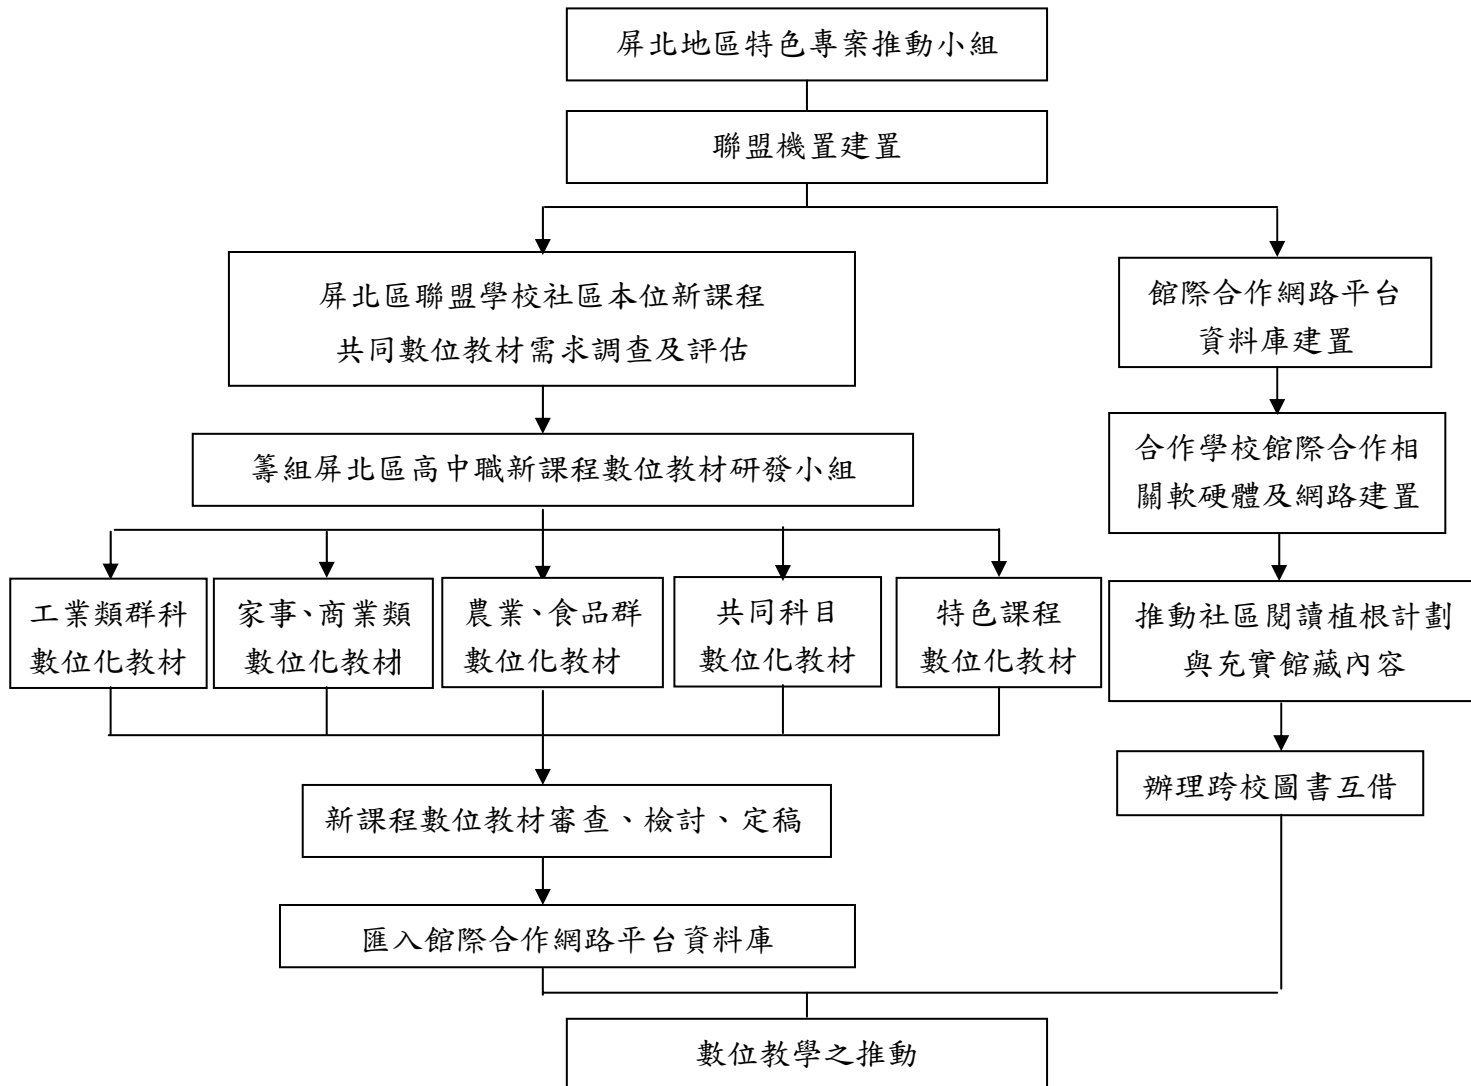 屏北地區特色專案推動小組
聯盟機置建置
屏北區聯盟學校社區本位新課程
共同數位教材需求調查及評估
館際合作網路平台
資料庫建置
籌組屏北區高中職新課程數位教材研發小組
合作學校館際合作相
關軟硬體及網路建置
工業類群科
數位化教材
家事、商業類
數位化教材
農業、食品群
數位化教材
共同科目
數位化教材
特色課程
數位化教材
推動社區閱讀植根計劃
與充實館藏內容
辦理跨校圖書互借
新課程數位教材審查、檢討、定稿
匯入館際合作網路平台資料庫
數位教學之推動